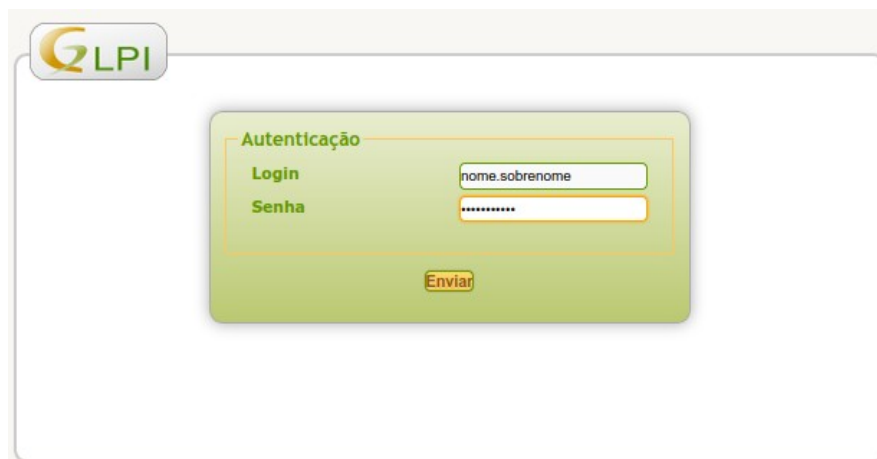 GLPI
Autenticação
Login nome.sobrenome
Senha •••••••••••
Enviar